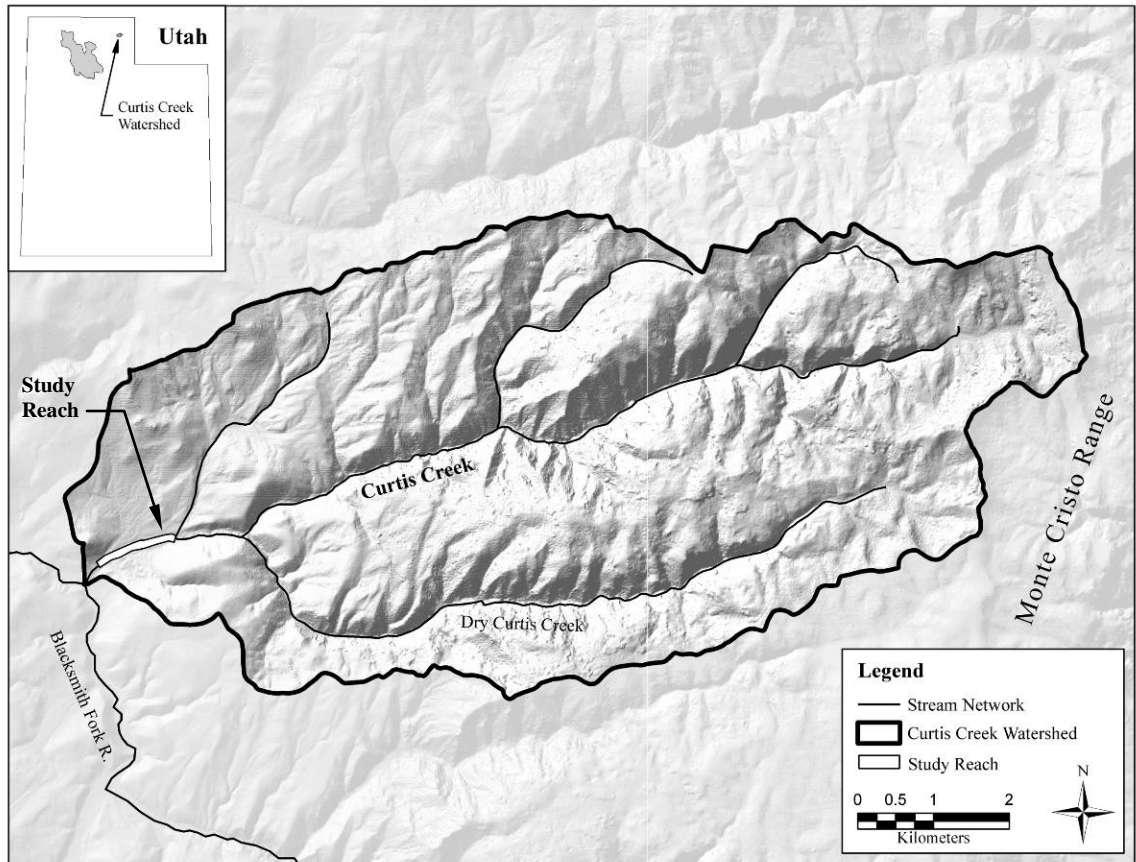 Utah
Curtis Creek
Watershed
Study
Reach
Curtis Creek
Dry Curtis Creek
Monte Cristo Range
Blacksmith Fork R.
Legend
Stream Network
Curtis Creek Watershed
Study Reach
0 0.5 1 2
Kilometers
N